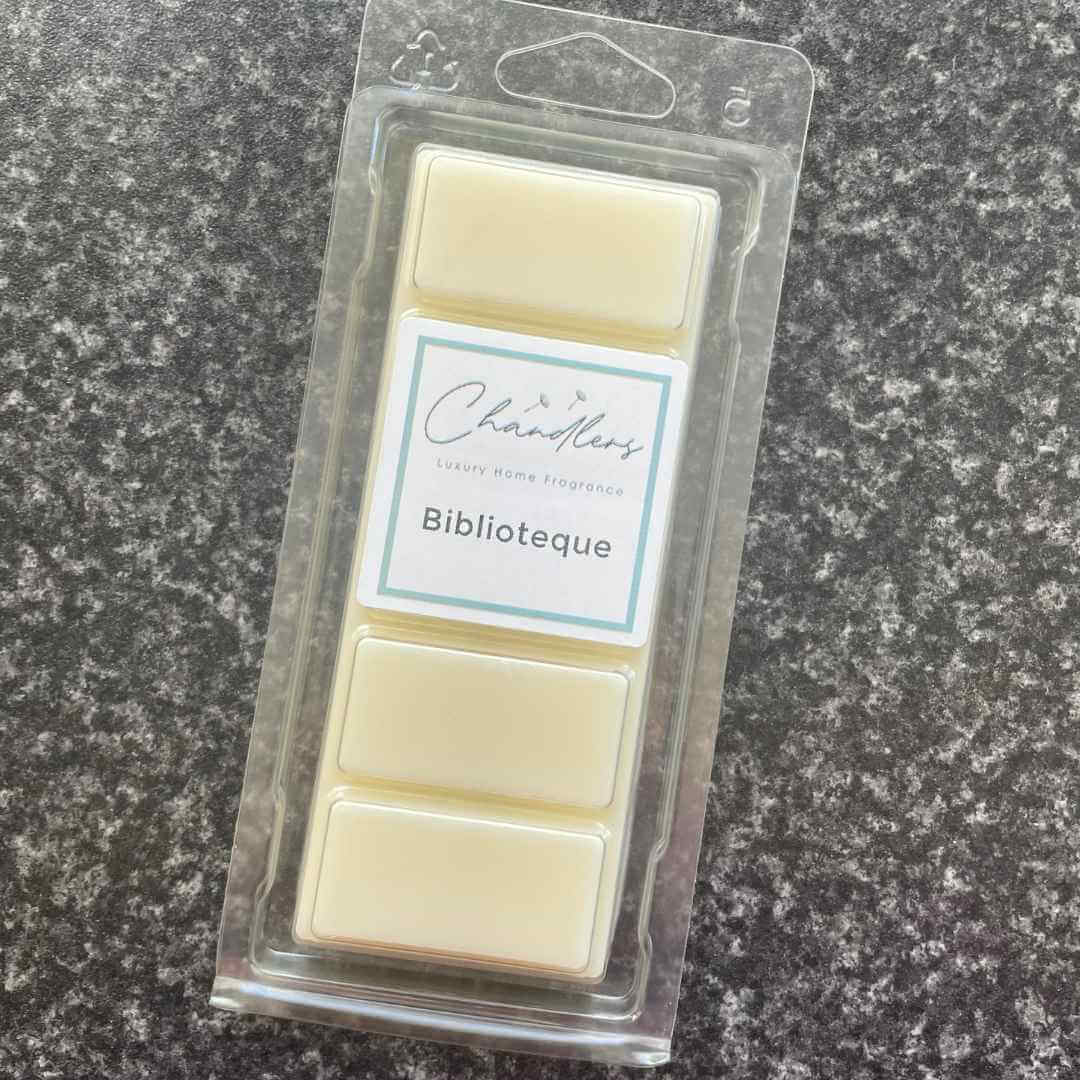 Chandlers
Luxury Home Fragrance
Biblioteque